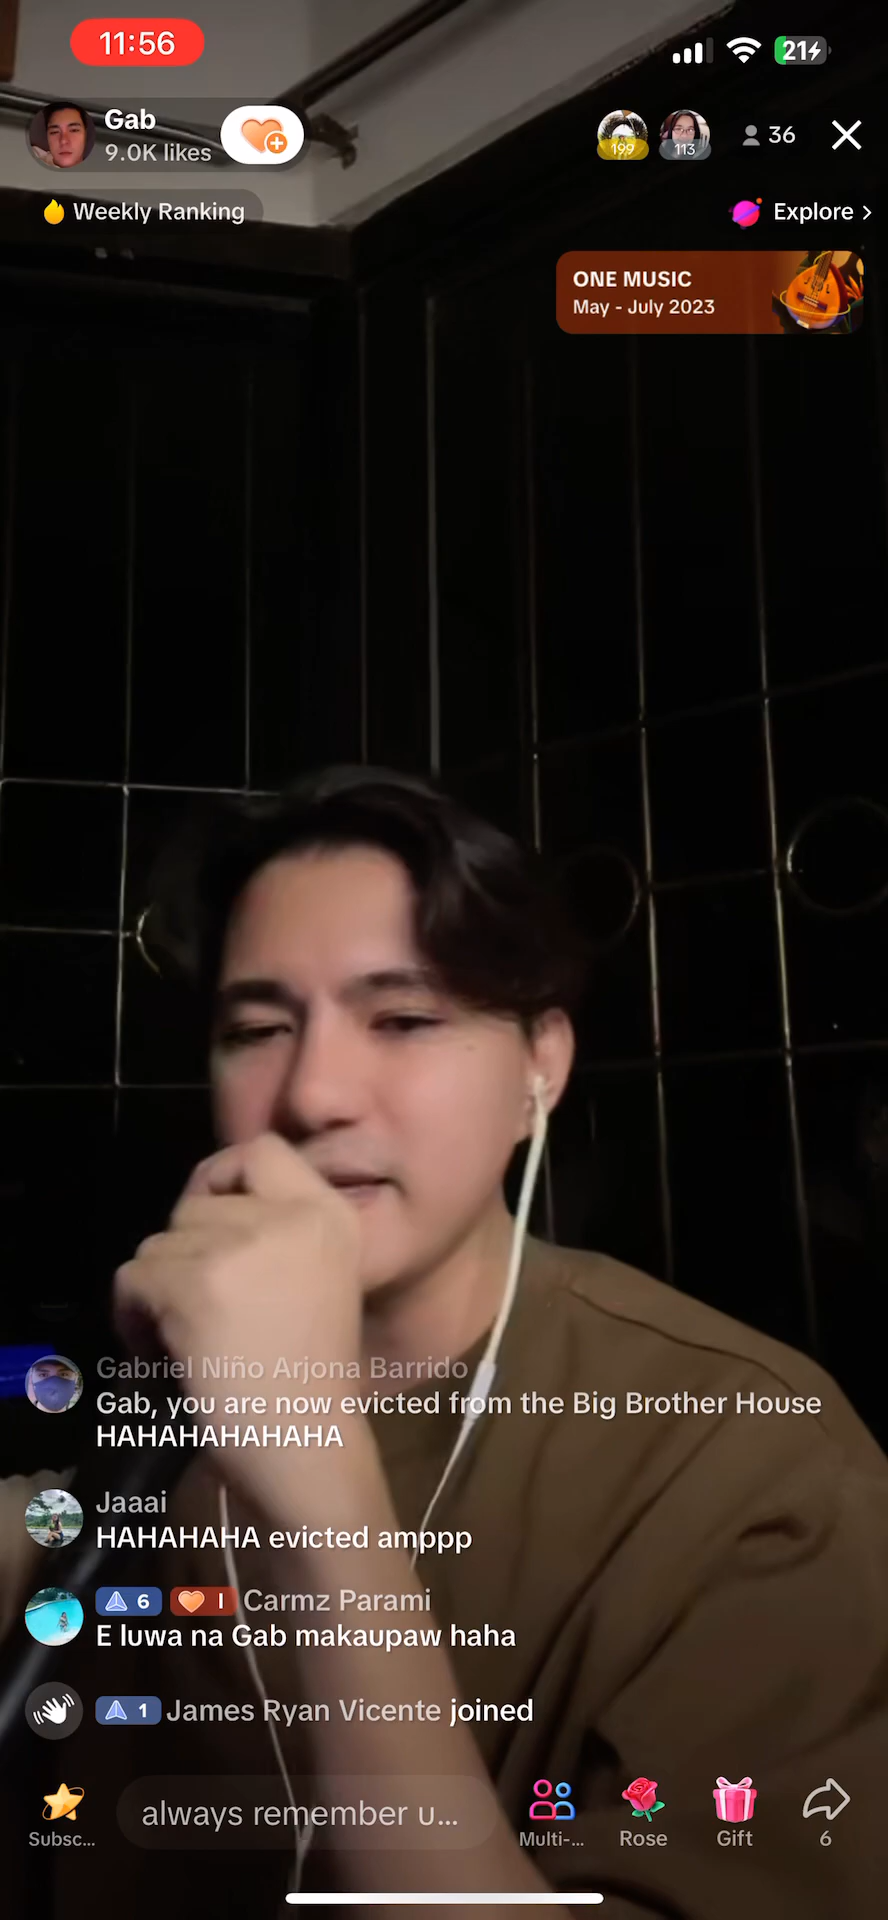 11:56
21
Gab
9.0K likes
199
113
36
Weekly Ranking
Explore
ONE MUSIC
May - July 2023
Gabriel Niño Arjona Barrido
Gab, you are now evicted from the Big Brother House
HAHAHAHAHAHA
Jaaai
HAHAHAHA evicted amppp
6 I Carmz Parami
E luwa na Gab makaupaw haha
1 James Ryan Vicente joined
always remember u...
Subsc...
Multi-...
Rose
Gift
6